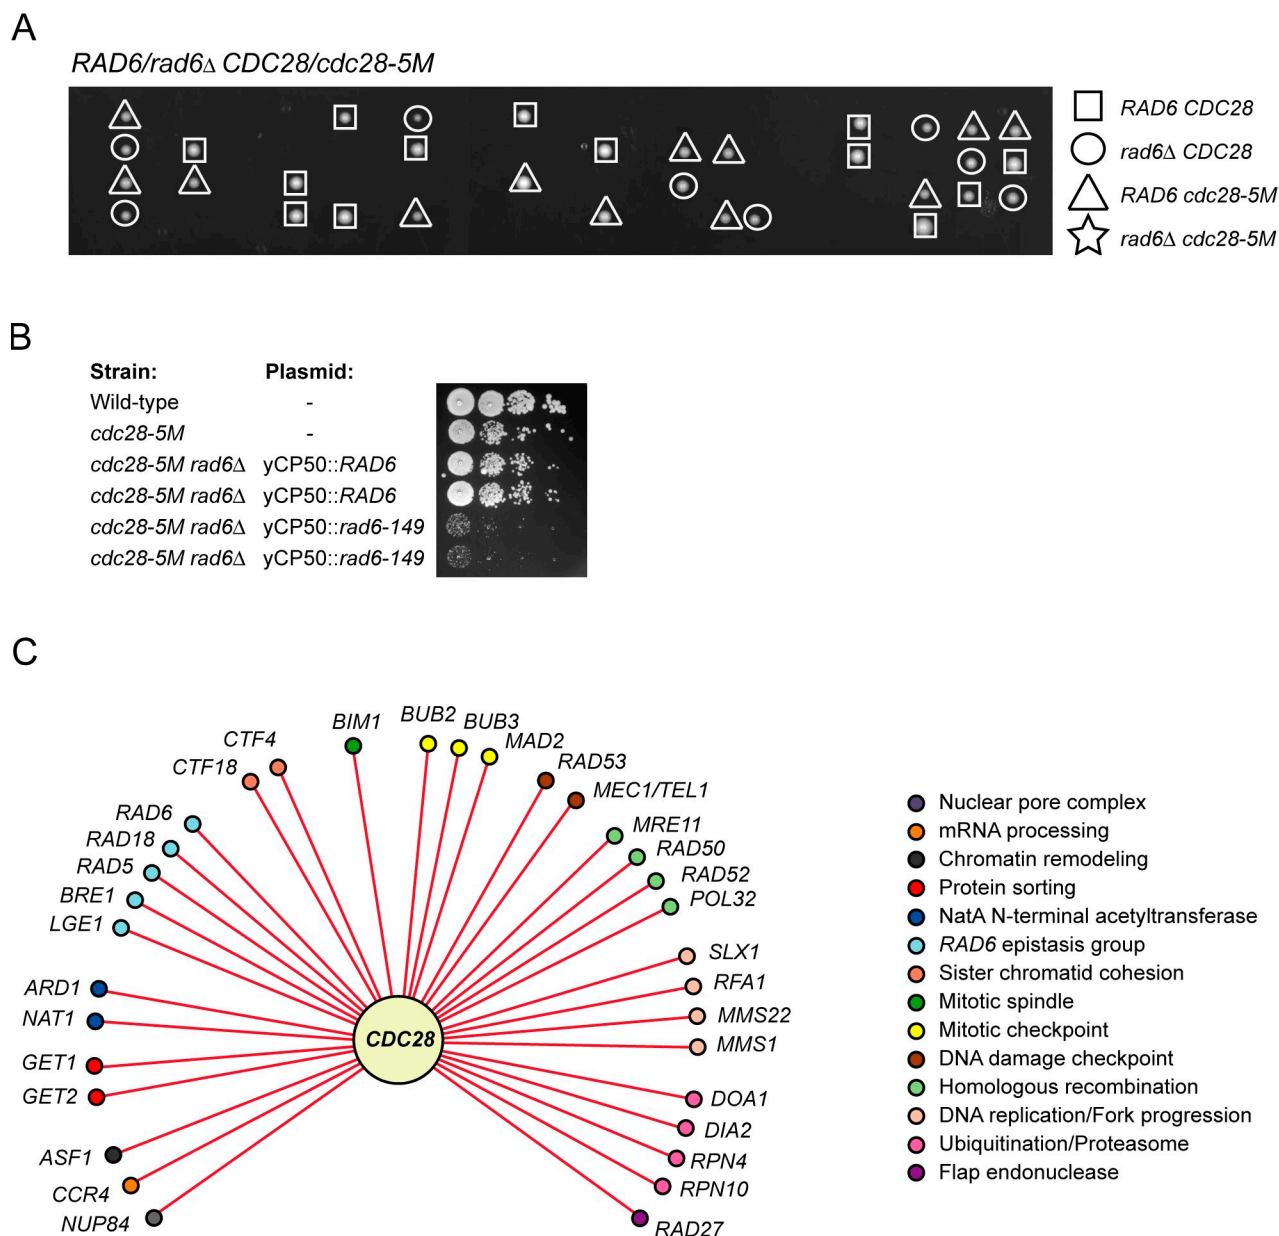 A
RAD6/rad6Δ CDC28/cdc28-5M
RAD6 CDC28
rad6Δ CDC28
RAD6 cdc28-5M
rad6Δ cdc28-5M
B
Strain: Plasmid:
Wild-type -
cdc28-5M -
cdc28-5M rad6Δ yCP50::RAD6
cdc28-5M rad6Δ yCP50::RAD6
cdc28-5M rad6Δ yCP50::rad6-149
cdc28-5M rad6Δ yCP50::rad6-149
C
BIM1
BUB2
BUB3
MAD2
RAD53
MEC1/TEL1
MRE11
RAD50
RAD52
POL32
SLX1
RFA1
MMS22
MMS1
DOA1
DIA2
RPN4
RPN10
RAD27
CTF4
CTF18
RAD6
RAD18
RAD5
BRE1
LGE1
ARD1
NAT1
GET1
GET2
ASF1
CCR4
NUP84
CDC28
Nuclear pore complex
mRNA processing
Chromatin remodeling
Protein sorting
NatA N-terminal acetyltransferase
RAD6 epistasis group
Sister chromatid cohesion
Mitotic spindle
Mitotic checkpoint
DNA damage checkpoint
Homologous recombination
DNA replication/Fork progression
Ubiquitination/Proteasome
Flap endonuclease